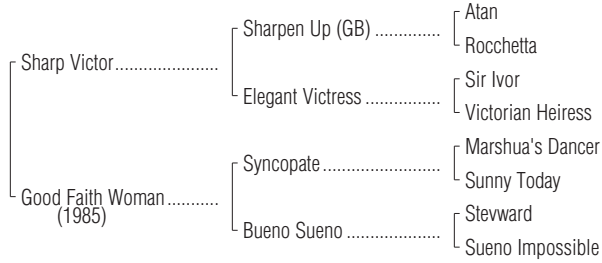 Atan
Sharpen Up (GB) ..............
Rocchetta
Sharp Victor......................
Sir Ivor
Elegant Victress ................
Victorian Heiress
Marshua's Dancer
Syncopate.........................
Sunny Today
Good Faith Woman...........
(1985)
Stevward
Bueno Sueno ....................
Sueno Impossible